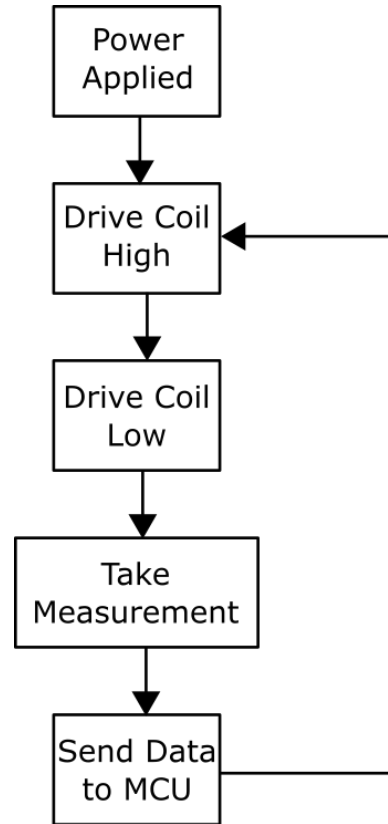 Power
Applied
Drive Coil
High
Drive Coil
Low
Take
Measurement
Send Data
to MCU